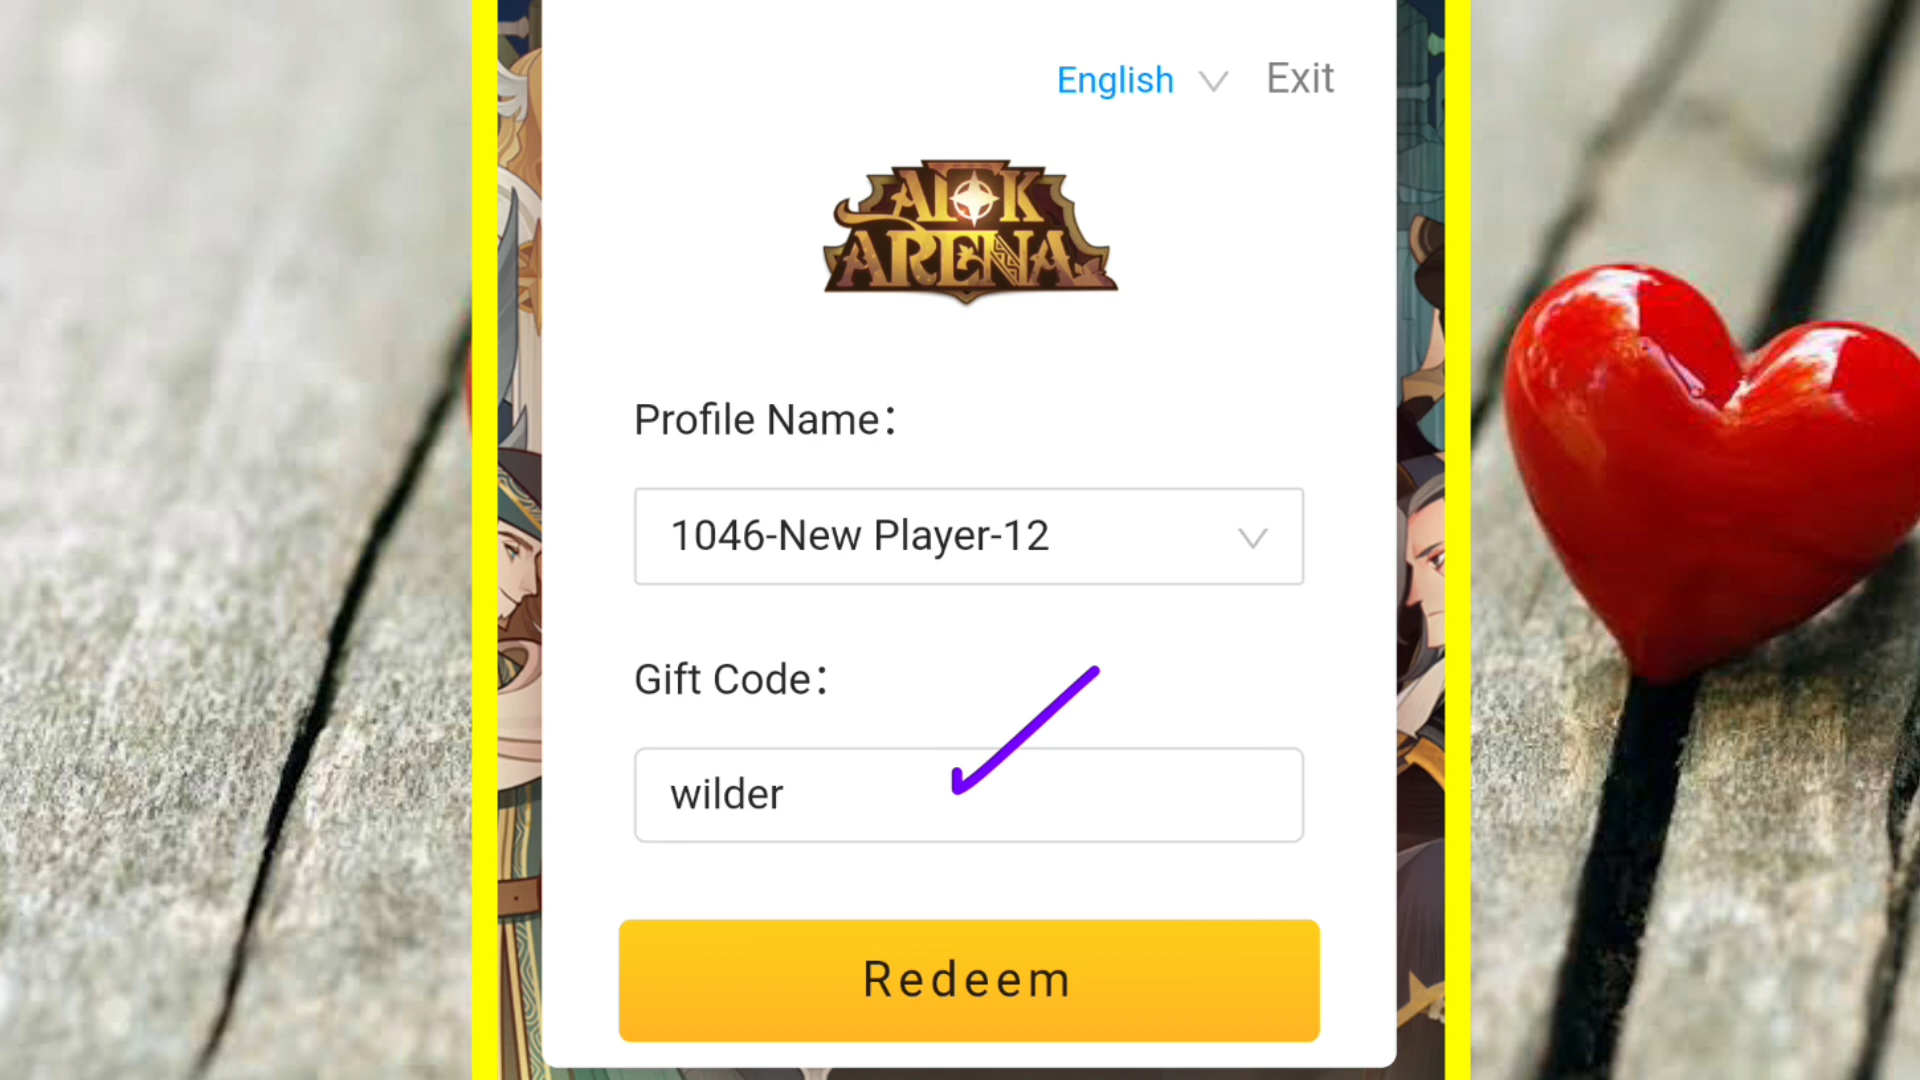 English Exit
AFK
ARENA
Profile Name:
1046-New Player-12
Gift Code:
wilder
Redeem